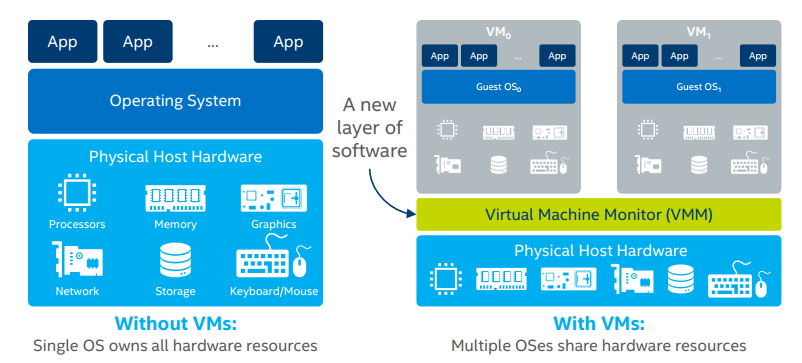 App App ... App
Operating System
Physical Host Hardware
Processors Memory Graphics
Network Storage Keyboard/Mouse
Without VMs:
Single OS owns all hardware resources
A new
layer of
software
VM₀
App App ... App
Guest OS₀
VM₁
App App ... App
Guest OS₁
Virtual Machine Monitor (VMM)
Physical Host Hardware
With VMs:
Multiple OSes share hardware resources